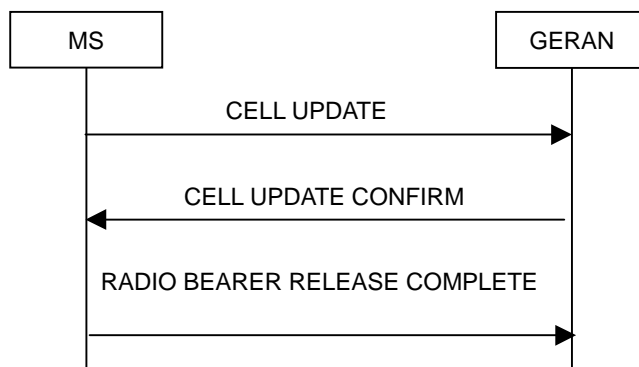 MS
GERAN
CELL UPDATE
CELL UPDATE CONFIRM
RADIO BEARER RELEASE COMPLETE